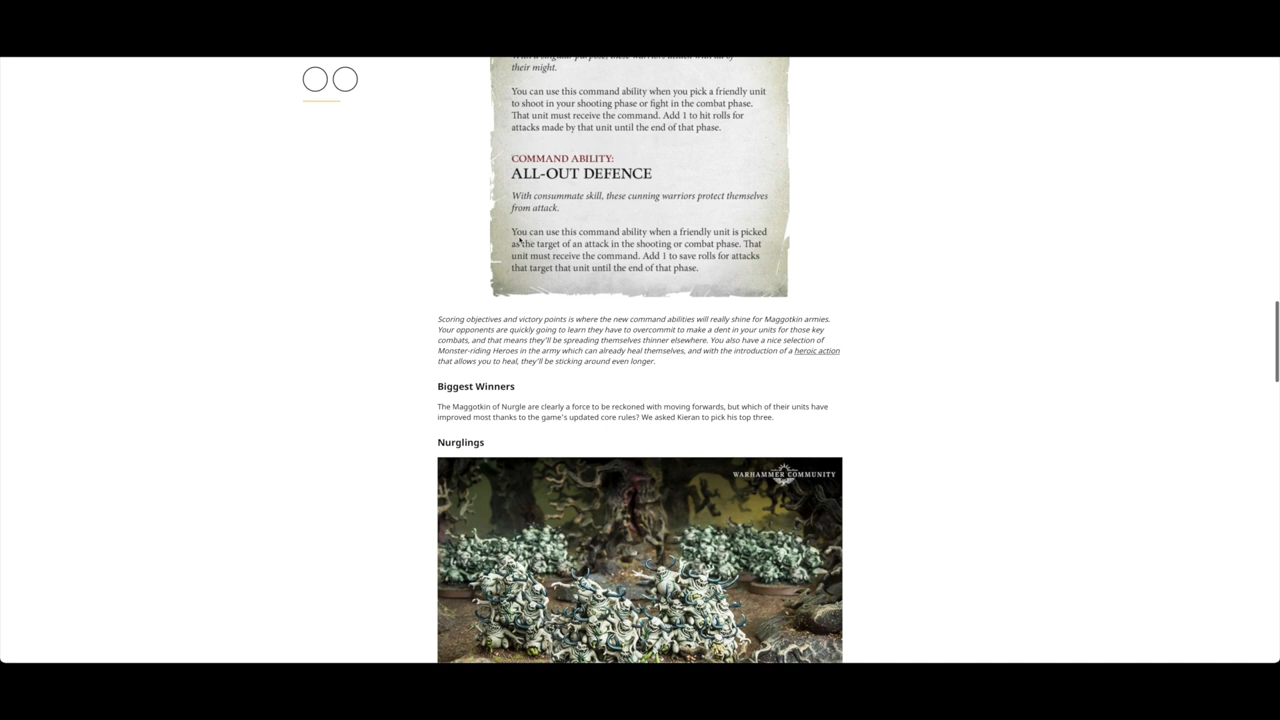 their might.
You can use this command ability when you pick a friendly unit
to shoot in your shooting phase or fight in the combat phase.
That unit must receive the command. Add 1 to hit rolls for
attacks made by that unit until the end of that phase.
COMMAND ABILITY:
ALL-OUT DEFENCE
With consummate skill, these cunning warriors protect themselves
from attack.
You can use this command ability when a friendly unit is picked
as the target of an attack in the shooting or combat phase. That
unit must receive the command. Add 1 to save rolls for attacks
that target that unit until the end of that phase.
Scoring objectives and victory points is where the new command abilities will really shine for Maggotkin armies.
Your opponents are quickly going to learn they have to overcommit to make a dent in your units for those key
combats, and that means they'll be spreading themselves thinner elsewhere. You also have a nice selection of
Monster-riding Heroes in the army which can already heal themselves, and with the introduction of a heroic action
that allows you to heal, they'll be sticking around even longer.
Biggest Winners
The Maggotkin of Nurgle are clearly a force to be reckoned with moving forwards, but which of their units have
improved most thanks to the game's updated core rules? We asked Kieran to pick his top three.
Nurglings
WARHAMMER COMMUNITY